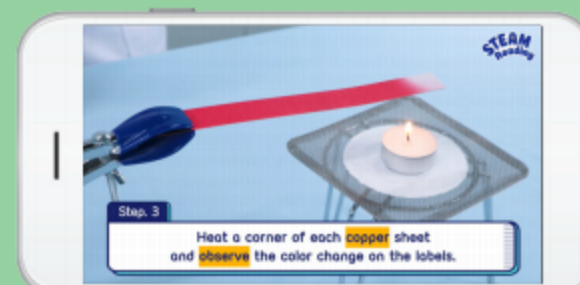 STEAM
Reading
Step. 3
Heat a corner of each copper sheet
and observe the color change on the labels.